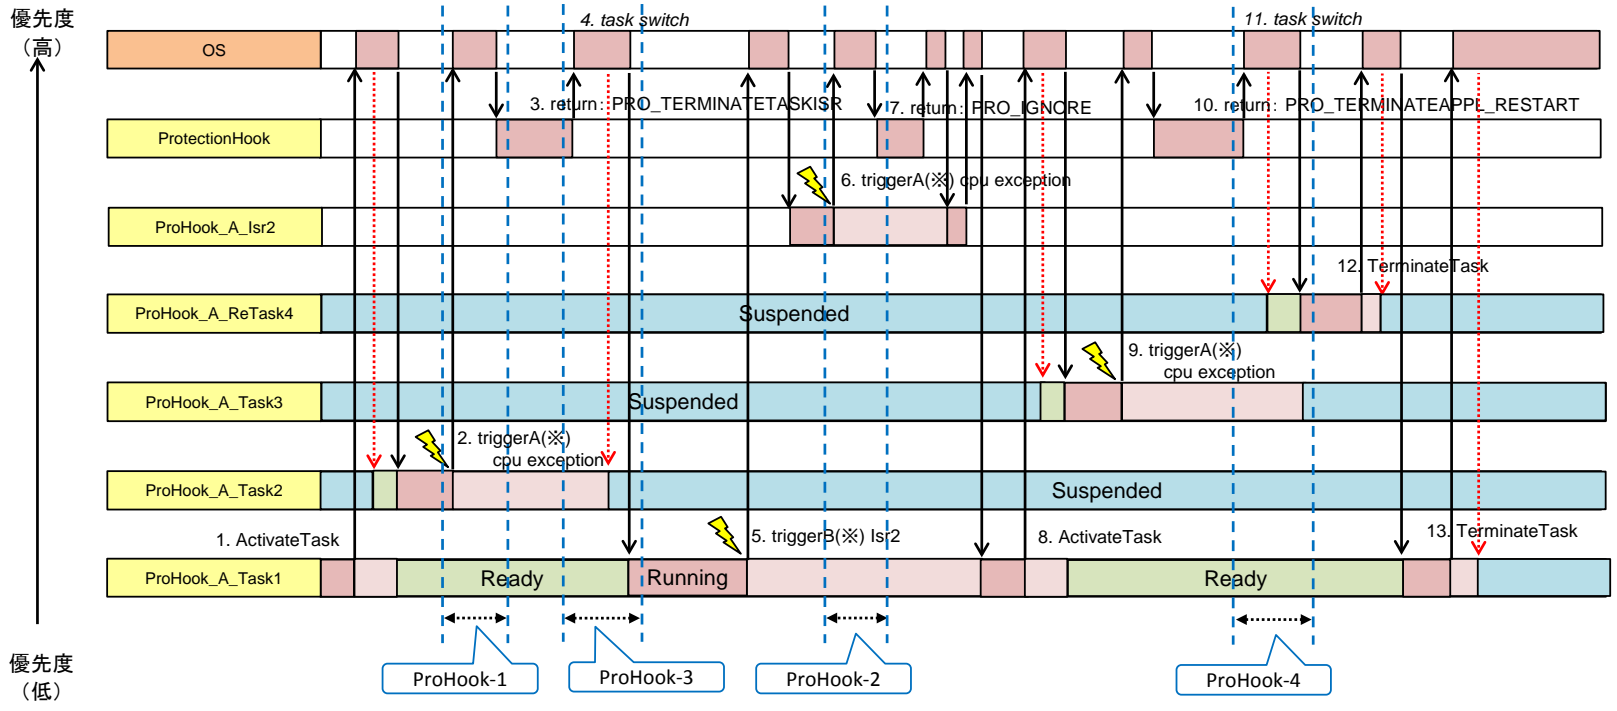 優先度
（高）
4. task switch
11. task switch
OS
3. return： PRO_TERMINATETASKISR
7. return： PRO_IGNORE
10. return： PRO_TERMINATEAPPL_RESTART
ProtectionHook
6. triggerA(※) cpu exception
ProHook_A_Isr2
12. TerminateTask
ProHook_A_ReTask4
Suspended
9. triggerA(※)
cpu exception
ProHook_A_Task3
Suspended
2. triggerA(※)
cpu exception
ProHook_A_Task2
Suspended
1. ActivateTask
5. triggerB(※) Isr2
8. ActivateTask
13. TerminateTask
ProHook_A_Task1
Ready
Running
Ready
優先度
（低）
ProHook-1
ProHook-3
ProHook-2
ProHook-4